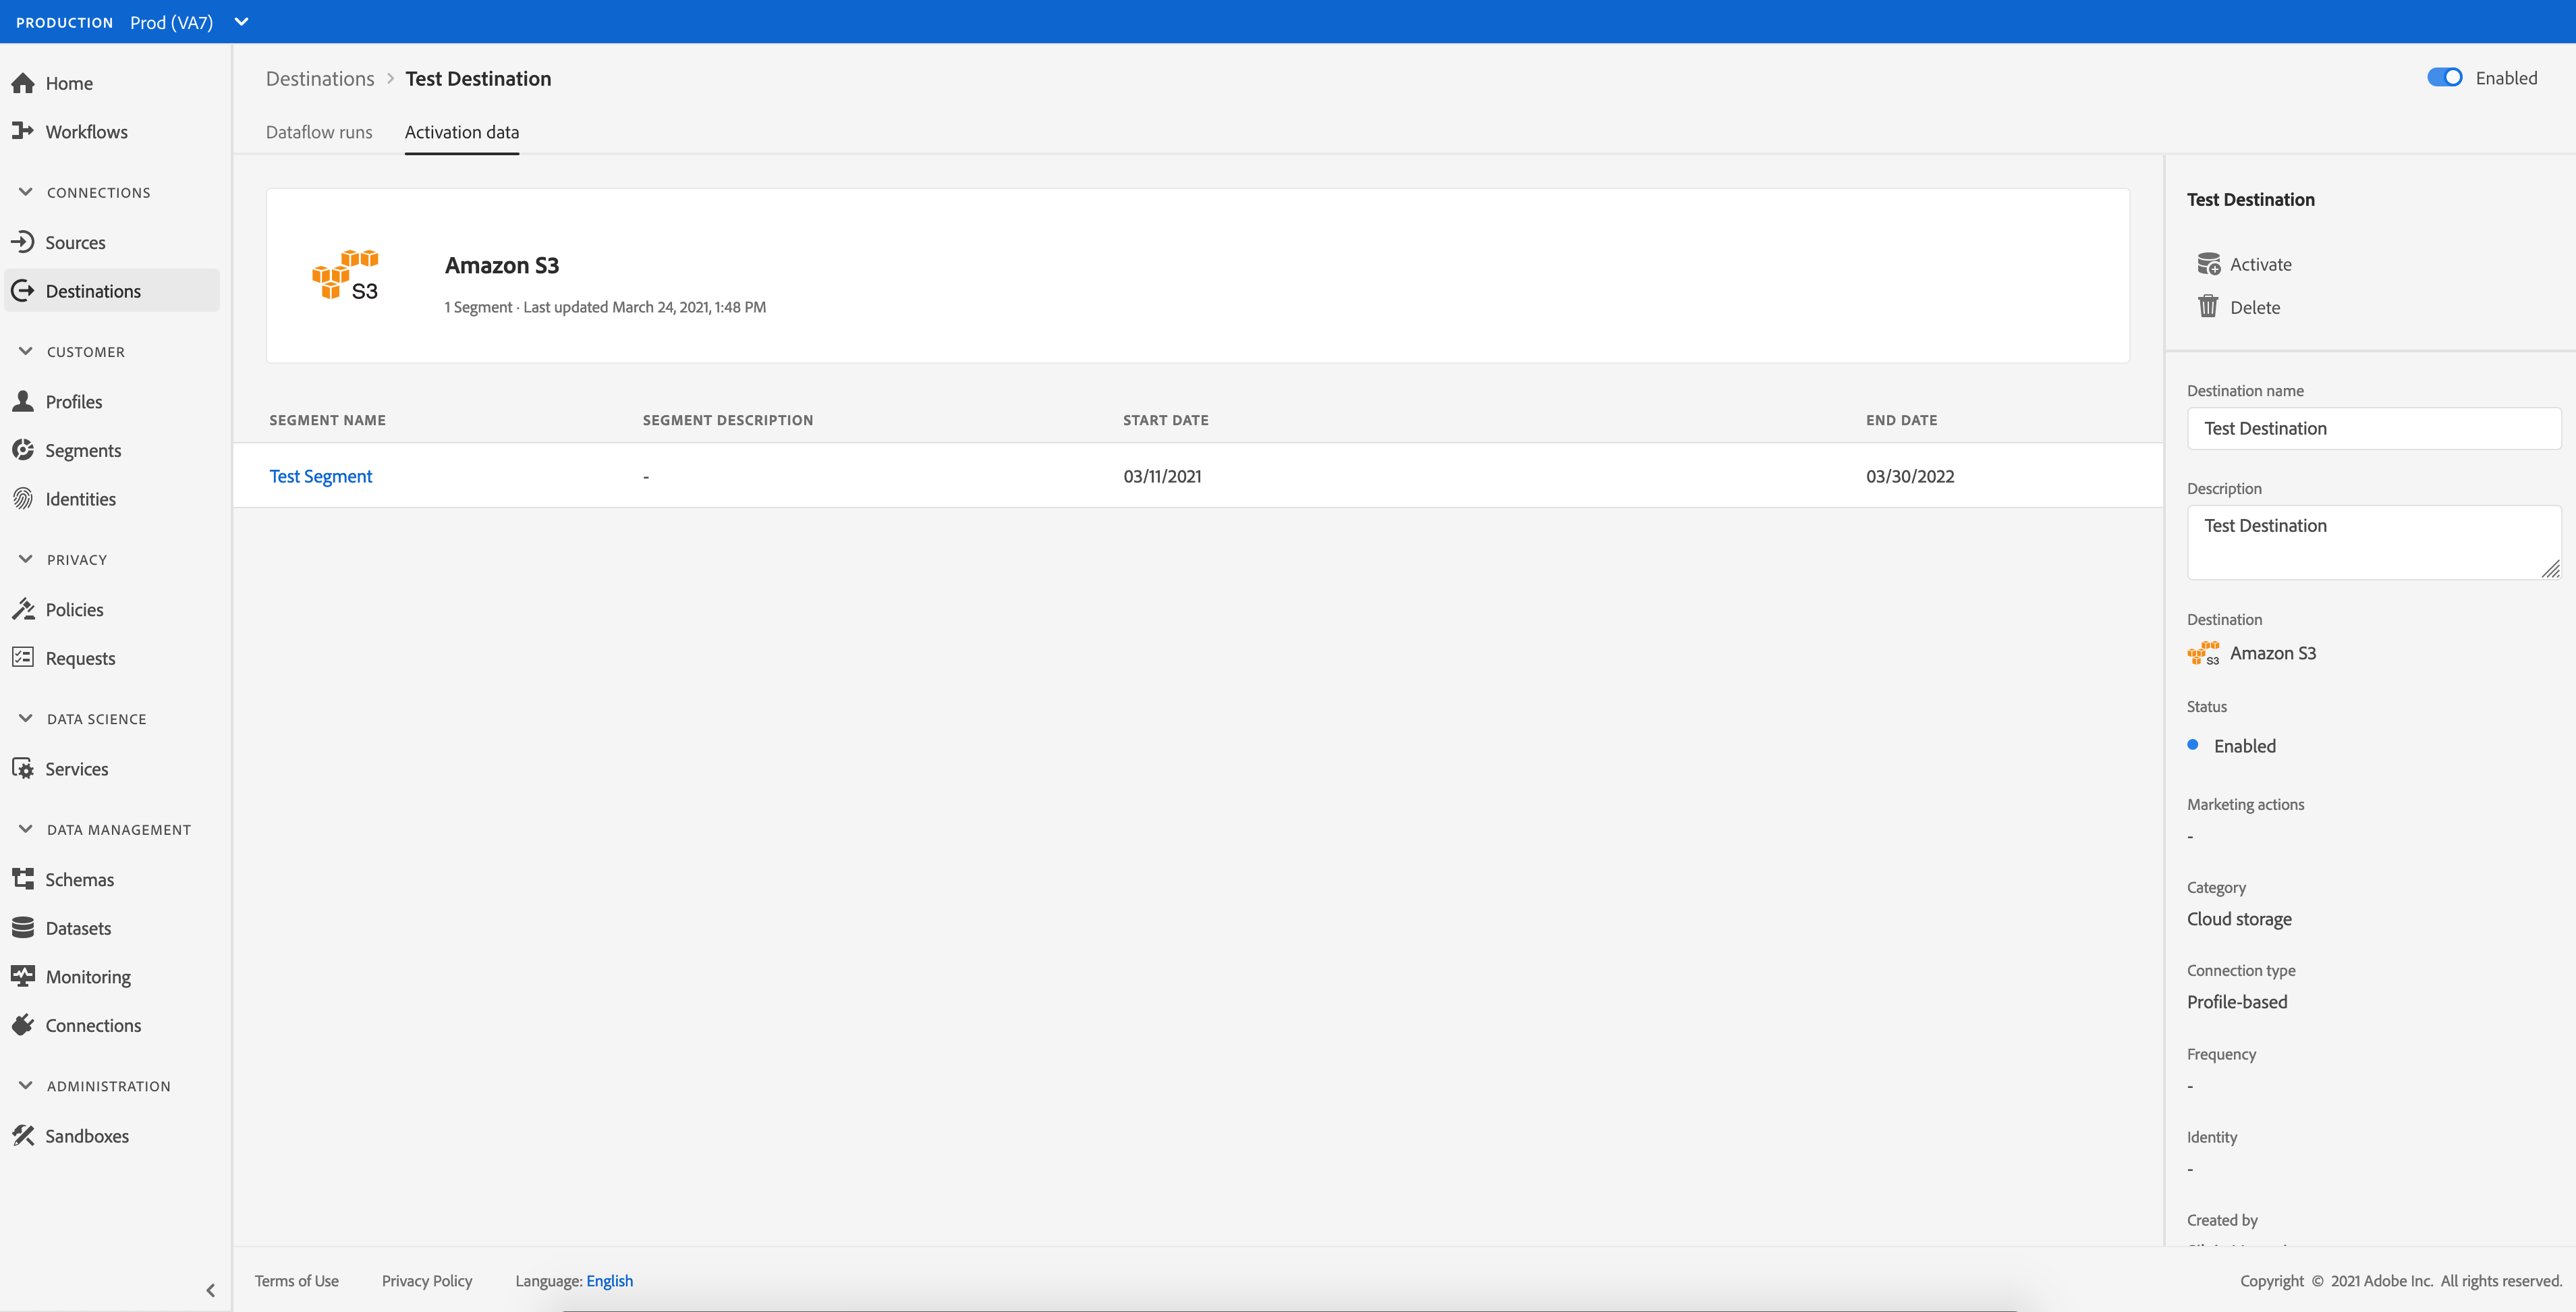 PRODUCTION Prod (VA7)
Home
Workflows
CONNECTIONS
Sources
Destinations
CUSTOMER
Profiles
Segments
Identities
PRIVACY
Policies
Requests
DATA SCIENCE
Services
DATA MANAGEMENT
Schemas
Datasets
Monitoring
Connections
ADMINISTRATION
Sandboxes
Destinations Test Destination
Enabled
Dataflow runs Activation data
S3
Amazon S3
1 Segment · Last updated March 24, 2021, 1:48 PM
SEGMENT NAME SEGMENT DESCRIPTION START DATE END DATE
Test Segment - 03/11/2021 03/30/2022
Test Destination
Activate
Delete
Destination name
Test Destination
Description
Test Destination
Destination
S3 Amazon S3
Status
Enabled
Marketing actions
-
Category
Cloud storage
Connection type
Profile-based
Frequency
-
Identity
-
Created by
Terms of Use Privacy Policy Language: English
Copyright © 2021 Adobe Inc. All rights reserved.